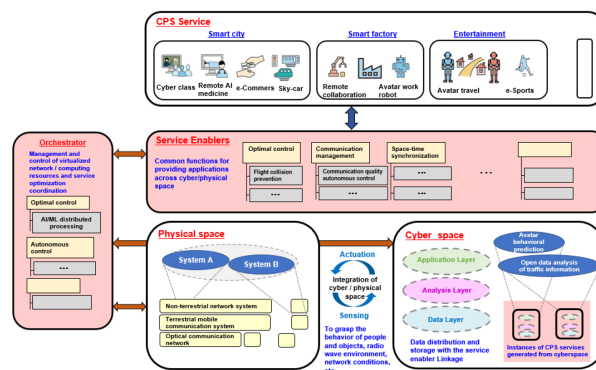 CPS Service
Smart city
Smart factory
Entertainment
Cyber class
Remote AI
medicine
e-Commers
Sky-car
Remote
collaboration
Avatar work
robot
Avatar travel
e-Sports
Orchestrator
Management and
control of virtualized
network / computing
resources and service
optimization
coordination
Optimal control
AI/ML distributed
processing
Autonomous
control
...
Service Enablers
Common functions for
providing applications
across cyber/physical
space
Optimal control
Flight collision
prevention
...
Communication
management
Communication quality
autonomous control
...
Space-time
synchronization
...
...
...
Physical space
System A
System B
Non-terrestrial network system
Terrestrial mobile
communication system
Optical communication
network
Actuation
Integration of
cyber / physical
space
Sensing
To grasp the
behavior of people
and objects, radio
wave environment,
network conditions,
Cyber space
Application Layer
Analysis Layer
Data Layer
Data distribution and
storage with the service
enabler Linkage
Avatar
behavioral
prediction
Open data analysis
of traffic information
Instances of CPS services
generated from cyberspace